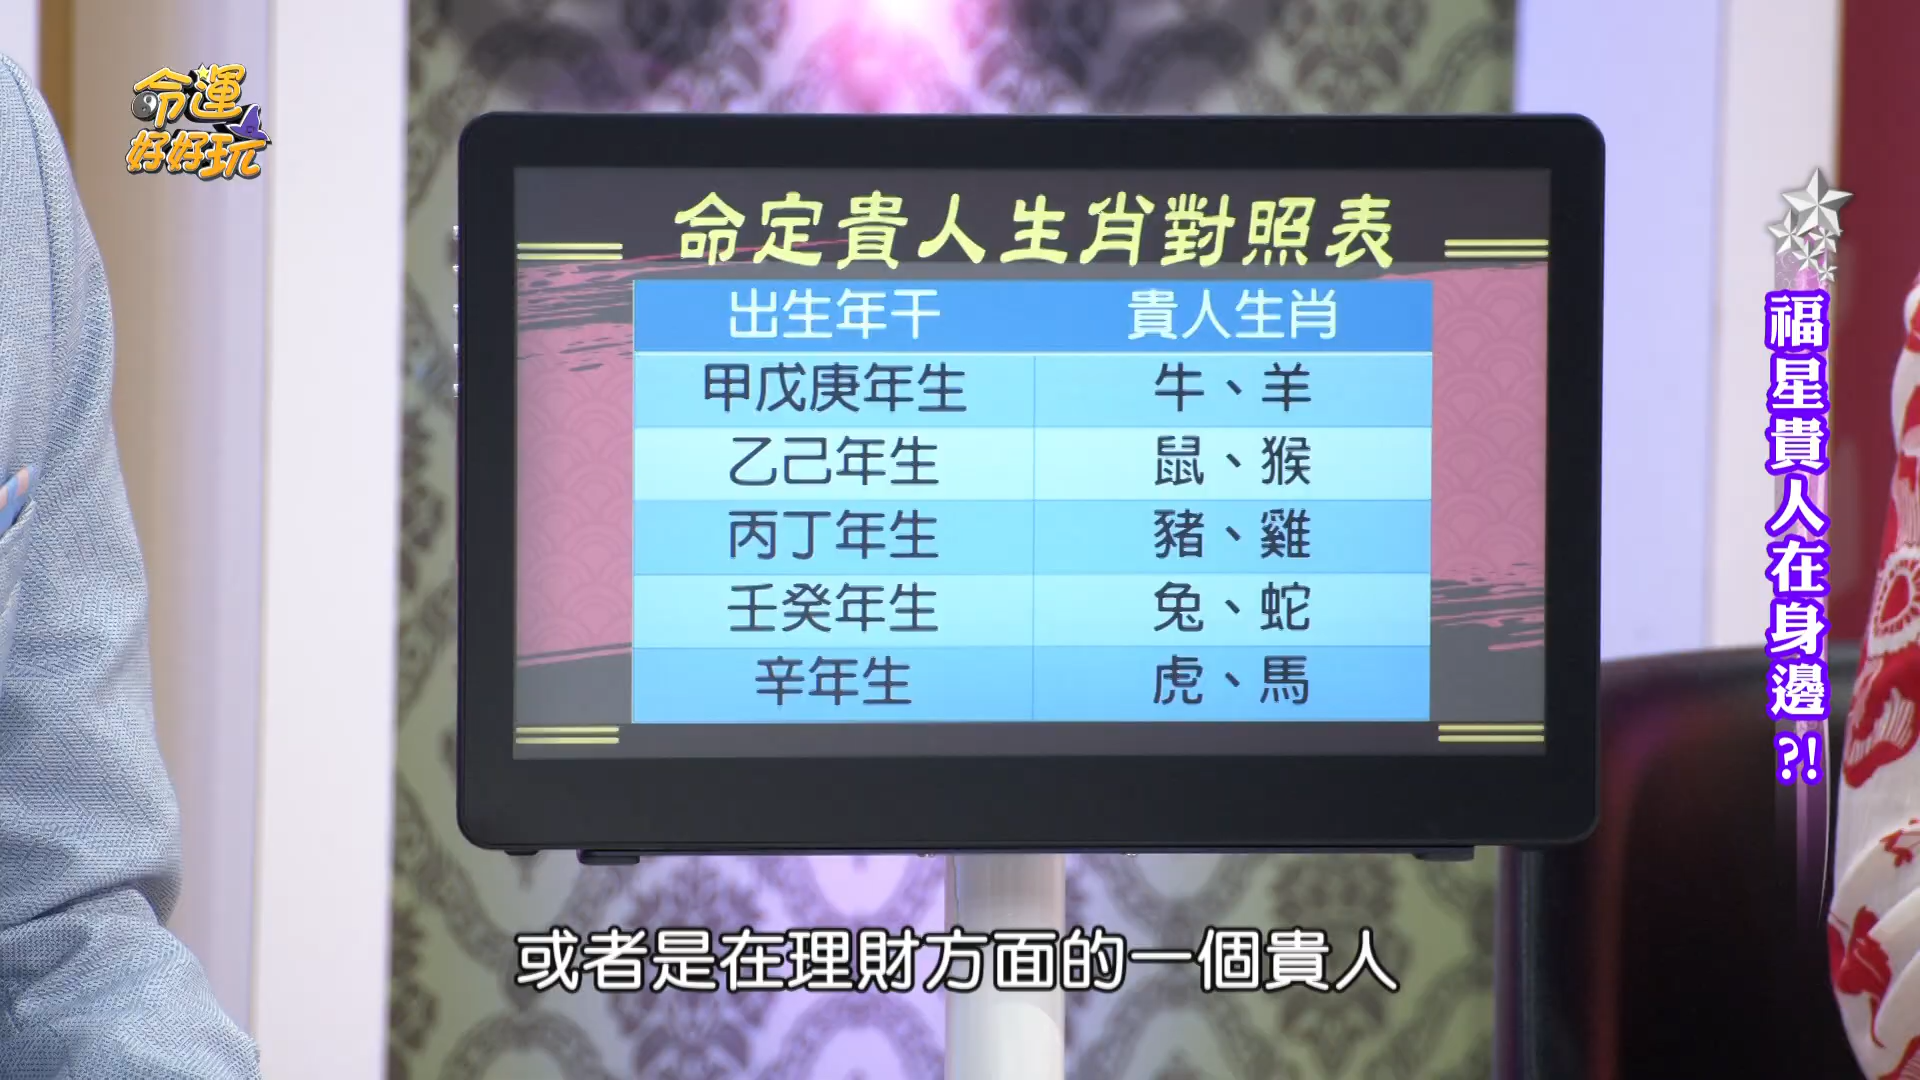 命運
好好玩
命定貴人生肖對照表
出生年干 貴人生肖
甲戊庚年生 牛、羊
乙己年生 鼠、猴
丙丁年生 豬、雞
壬癸年生 兔、蛇
辛年生 虎、馬
福星貴人在身邊?!
或者是在理財方面的一個貴人